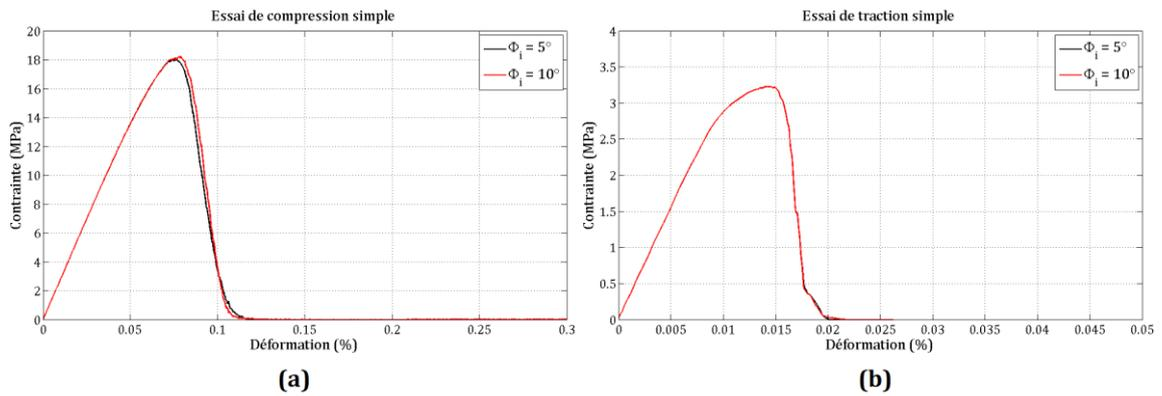 Essai de compression simple
20
18
16
14
12
10
8
6
4
2
0
Contrainte (MPa)
Φi = 5°
Φi = 10°
0 0.05 0.1 0.15 0.2 0.25 0.3
Déformation (%)
(a)
Essai de traction simple
4
3.5
3
2.5
2
1.5
1
0.5
0
Contrainte (MPa)
Φi = 5°
Φi = 10°
0 0.005 0.01 0.015 0.02 0.025 0.03 0.035 0.04 0.045 0.05
Déformation (%)
(b)